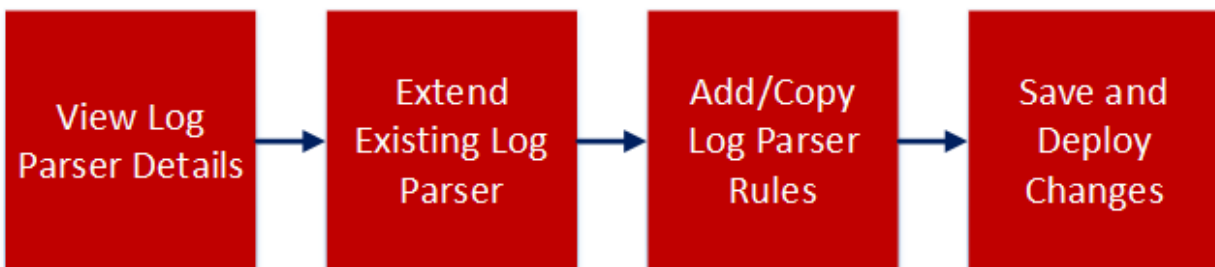 View Log
Parser Details
Extend
Existing Log
Parser
Add/Copy
Log Parser
Rules
Save and
Deploy
Changes